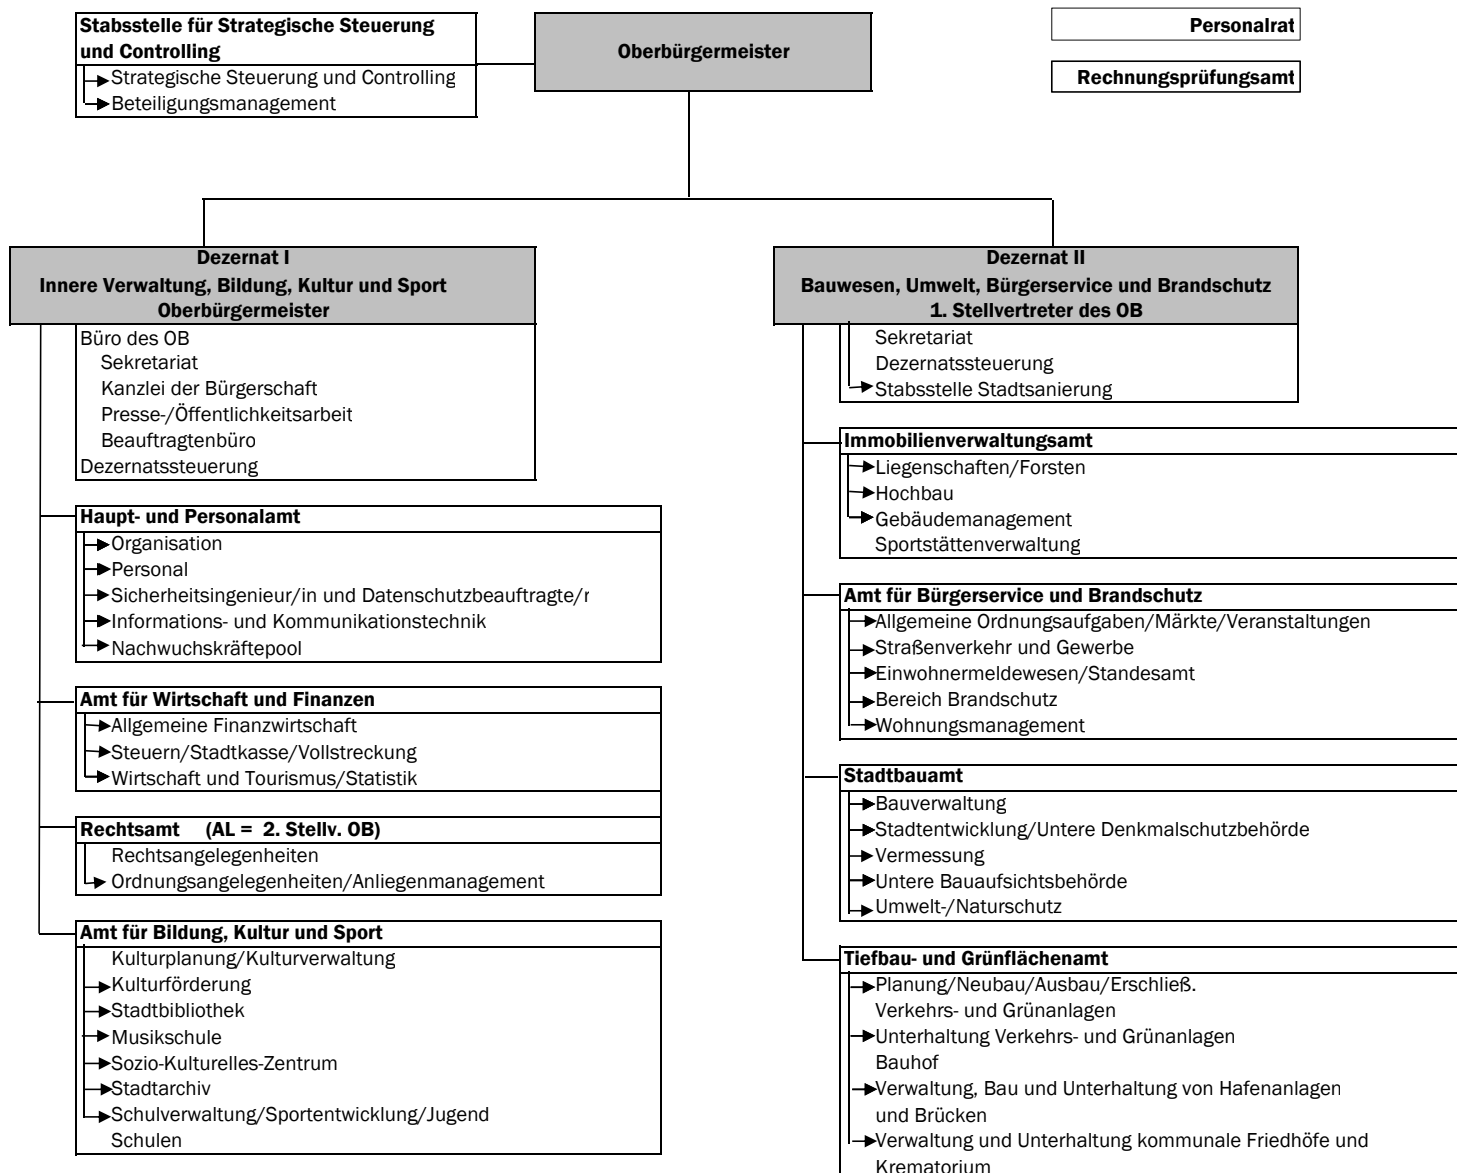 Stabsstelle für Strategische Steuerung
und Controlling
Strategische Steuerung und Controlling
Beteiligungsmanagement
Oberbürgermeister
Personalrat
Rechnungsprüfungsamt
Dezernat I
Innere Verwaltung, Bildung, Kultur und Sport
Oberbürgermeister
Büro des OB
Sekretariat
Kanzlei der Bürgerschaft
Presse-/Öffentlichkeitsarbeit
Beauftragtenbüro
Dezernatssteuerung
Haupt- und Personalamt
Organisation
Personal
Sicherheitsingenieur/in und Datenschutzbeauftragte/r
Informations- und Kommunikationstechnik
Nachwuchskräftepool
Amt für Wirtschaft und Finanzen
Allgemeine Finanzwirtschaft
Steuern/Stadtkasse/Vollstreckung
Wirtschaft und Tourismus/Statistik
Rechtsamt (AL = 2. Stellv. OB)
Rechtsangelegenheiten
Ordnungsangelegenheiten/Anliegenmanagement
Amt für Bildung, Kultur und Sport
Kulturplanung/Kulturverwaltung
Kulturförderung
Stadtbibliothek
Musikschule
Sozio-Kulturelles-Zentrum
Stadtarchiv
Schulverwaltung/Sportentwicklung/Jugend
Schulen
Dezernat II
Bauwesen, Umwelt, Bürgerservice und Brandschutz
1. Stellvertreter des OB
Sekretariat
Dezernatssteuerung
Stabsstelle Stadtsanierung
Immobilienverwaltungsamt
Liegenschaften/Forsten
Hochbau
Gebäudemanagement
Sportstättenverwaltung
Amt für Bürgerservice und Brandschutz
Allgemeine Ordnungsaufgaben/Märkte/Veranstaltungen
Straßenverkehr und Gewerbe
Einwohnermeldewesen/Standesamt
Bereich Brandschutz
Wohnungsmanagement
Stadtbauamt
Bauverwaltung
Stadtentwicklung/Untere Denkmalschutzbehörde
Vermessung
Untere Bauaufsichtsbehörde
Umwelt-/Naturschutz
Tiefbau- und Grünflächenamt
Planung/Neubau/Ausbau/Erschließ.
Verkehrs- und Grünanlagen
Unterhaltung Verkehrs- und Grünanlagen
Bauhof
Verwaltung, Bau und Unterhaltung von Hafenanlagen
und Brücken
Verwaltung und Unterhaltung kommunale Friedhöfe und
Krematorium